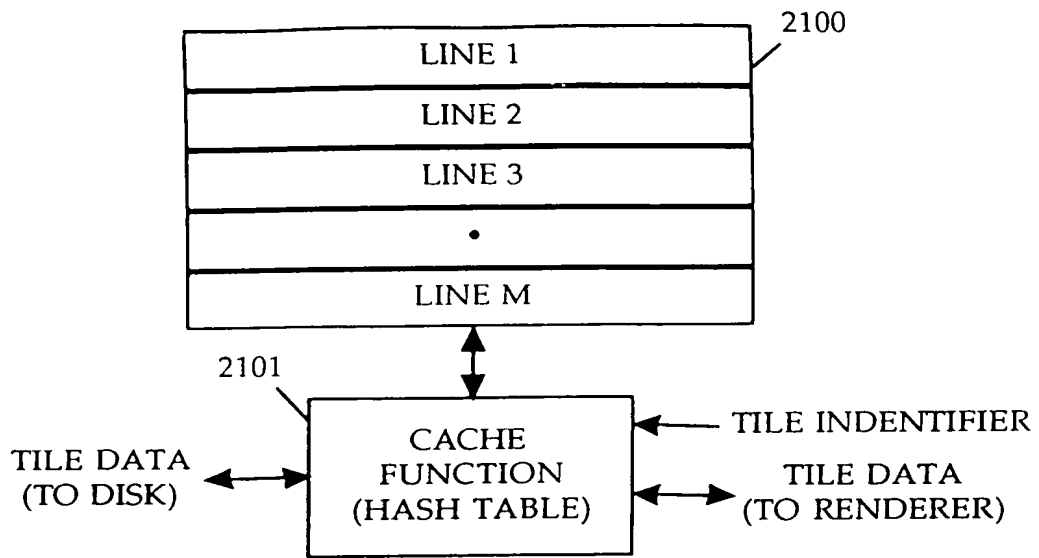 2100
LINE 1
LINE 2
LINE 3
•
LINE M
2101
CACHE
FUNCTION
(HASH TABLE)
TILE INDENTIFIER
TILE DATA
(TO DISK)
TILE DATA
(TO RENDERER)